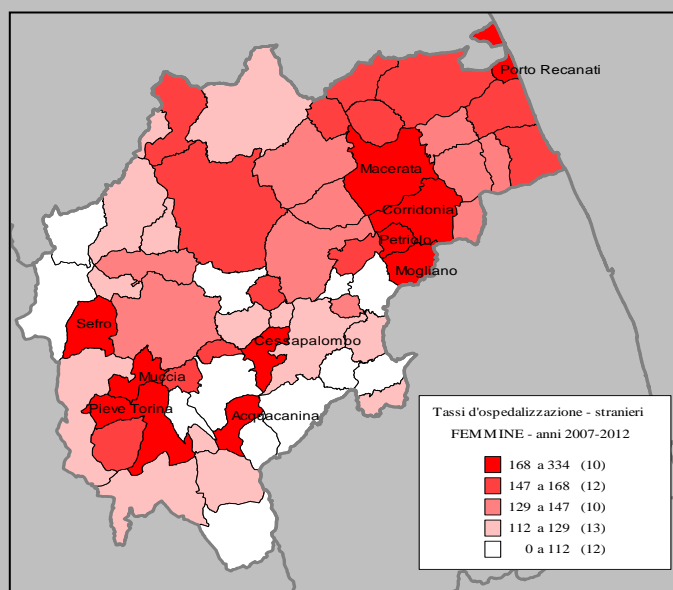 Porto Recanati
Macerata
Corridonia
Petriolo
Mogliano
Sefro
Cessapalombo
Muccia
Pieve Torina
Acquacanina
Tassi d'ospedalizzazione - stranieri
FEMMINE - anni 2007-2012
168 a 334 (10)
147 a 168 (12)
129 a 147 (10)
112 a 129 (13)
0 a 112 (12)